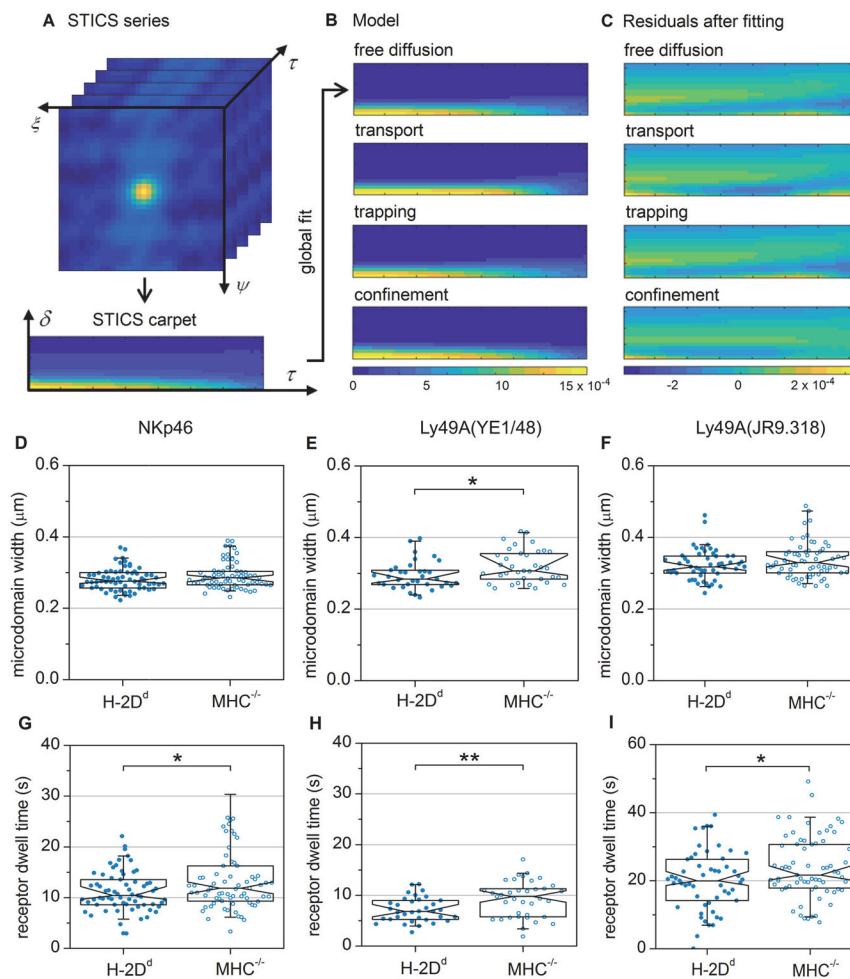 A STICS series
B Model
C Residuals after fitting
τ
ξ
ψ
STICS carpet
δ
τ
global fit
free diffusion
transport
trapping
confinement
0 5 10 15 x 10⁻⁴
free diffusion
transport
trapping
confinement
-2 0 2 x 10⁻⁴
NKp46
Ly49A(YE1/48)
Ly49A(JR9.318)
D
microdomain width (μm)
0.6
0.4
0.2
0.0
H-2Dᵈ MHC⁻/⁻
E
microdomain width (μm)
0.6
0.4
0.2
0.0
*
H-2Dᵈ MHC⁻/⁻
F
microdomain width (μm)
0.6
0.4
0.2
0.0
H-2Dᵈ MHC⁻/⁻
G
receptor dwell time (s)
40
30
20
10
0
*
H-2Dᵈ MHC⁻/⁻
H
receptor dwell time (s)
40
30
20
10
0
**
H-2Dᵈ MHC⁻/⁻
I
receptor dwell time (s)
60
40
20
0
*
H-2Dᵈ MHC⁻/⁻